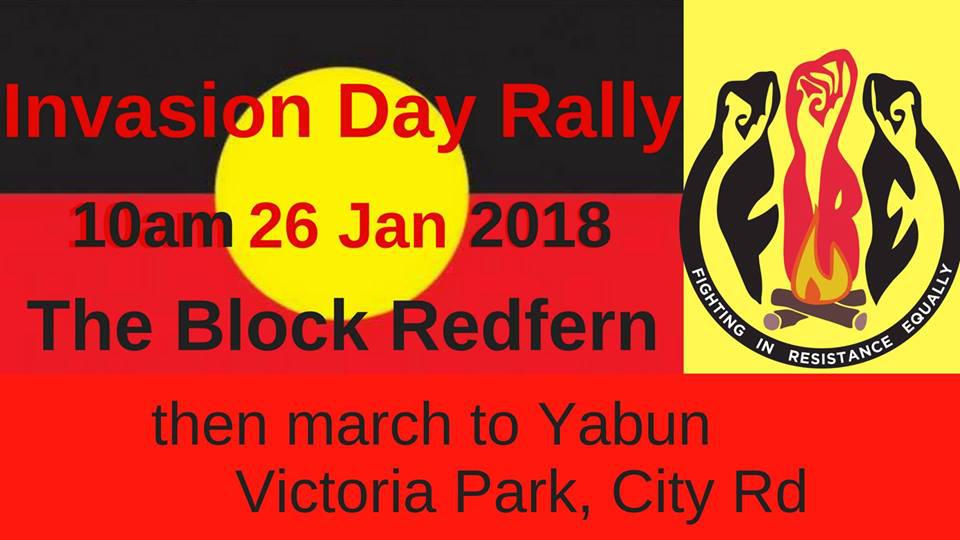 Invasion Day Rally
10am 26 Jan 2018
The Block Redfern
then march to Yabun
Victoria Park, City Rd
FIRE
FIGHTING IN RESISTANCE EQUALLY